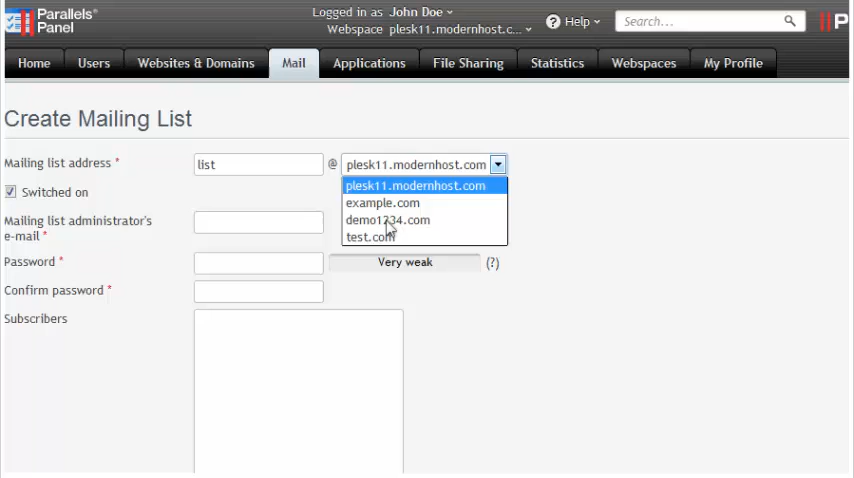 Parallels®
Panel
Logged in as John Doe
Webspace plesk11.modernhost.c...
Help
Search...
P
Home Users Websites & Domains Mail Applications File Sharing Statistics Webspaces My Profile
Create Mailing List
Mailing list address * list @ plesk11.modernhost.com
plesk11.modernhost.com
Switched on
example.com
demo1234.com
test.com
Mailing list administrator's
e-mail *
Password * Very weak (?)
Confirm password *
Subscribers